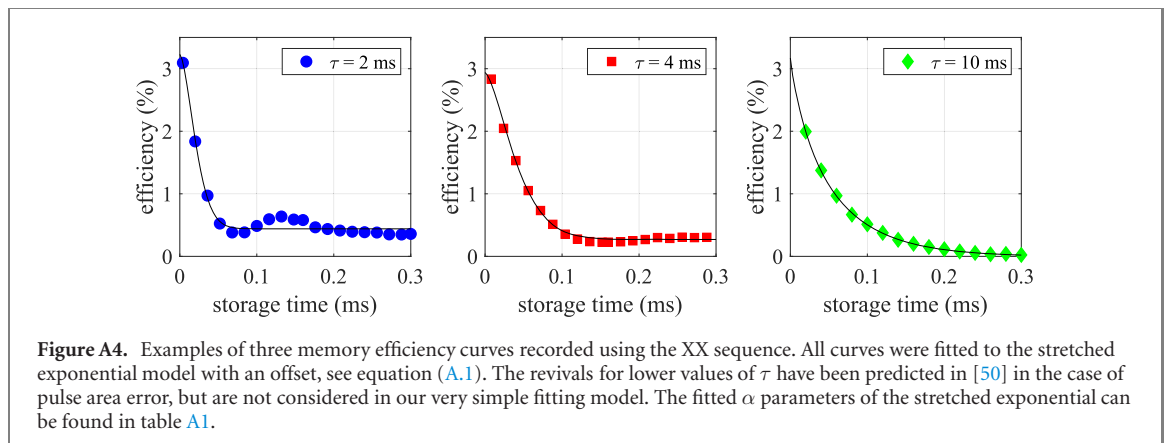 τ = 2 ms
τ = 4 ms
τ = 10 ms
efficiency (%)
3
2
1
0
0
0.1
0.2
0.3
storage time (ms)
efficiency (%)
3
2
1
0
0
0.1
0.2
0.3
storage time (ms)
efficiency (%)
3
2
1
0
0
0.1
0.2
0.3
storage time (ms)
Figure A4. Examples of three memory efficiency curves recorded using the XX sequence. All curves were fitted to the stretched
exponential model with an offset, see equation (A.1). The revivals for lower values of τ have been predicted in [50] in the case of
pulse area error, but are not considered in our very simple fitting model. The fitted α parameters of the stretched exponential can
be found in table A1.